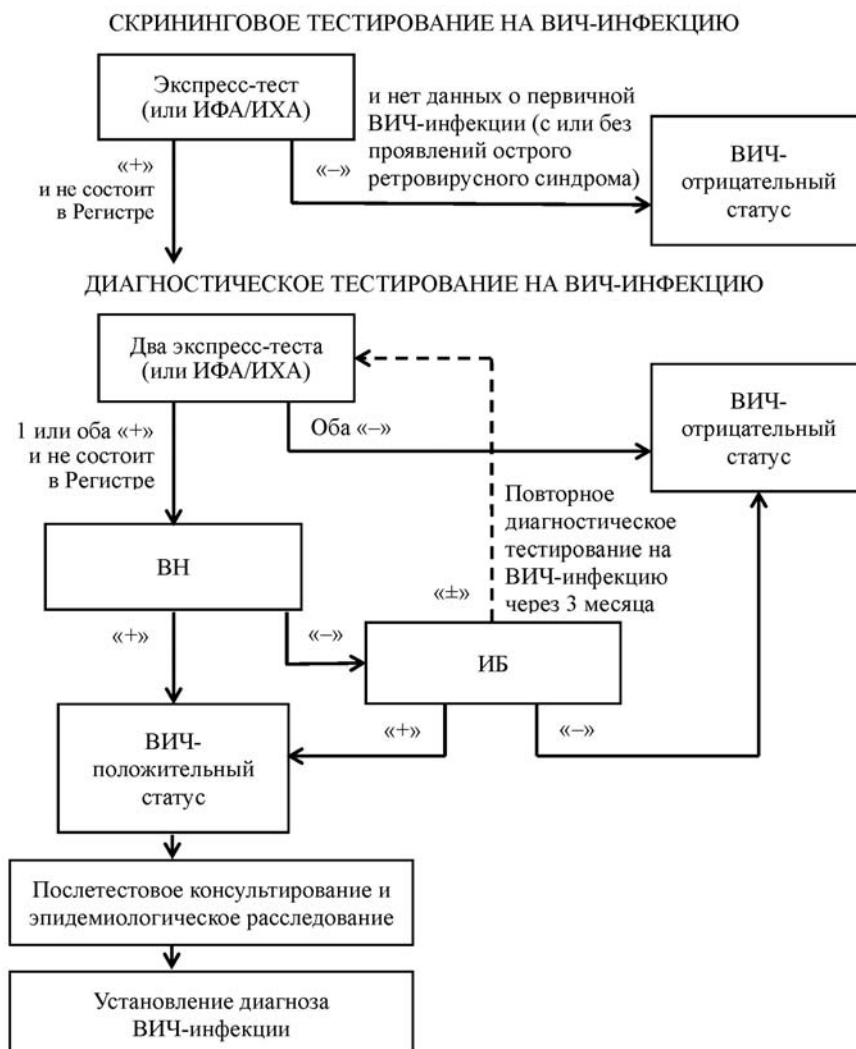 СКРИНИНГОВОЕ ТЕСТИРОВАНИЕ НА ВИЧ-ИНФЕКЦИЮ
Экспресс-тест
(или ИФА/ИХА)
«+»
и не состоит
в Регистре
«–»
и нет данных о первичной
ВИЧ-инфекции (с или без
проявлений острого
ретровирусного синдрома)
ВИЧ-
отрицательный
статус
ДИАГНОСТИЧЕСКОЕ ТЕСТИРОВАНИЕ НА ВИЧ-ИНФЕКЦИЮ
Два экспресс-теста
(или ИФА/ИХА)
1 или оба «+»
и не состоит
в Регистре
Оба «–»
ВИЧ-
отрицательный
статус
Повторное
диагностическое
тестирование на
ВИЧ-инфекцию
через 3 месяца
ВН
«±»
«+»
«–»
ИБ
«+»
«–»
ВИЧ-
положительный
статус
Послетестовое консультирование и
эпидемиологическое расследование
Установление диагноза
ВИЧ-инфекции